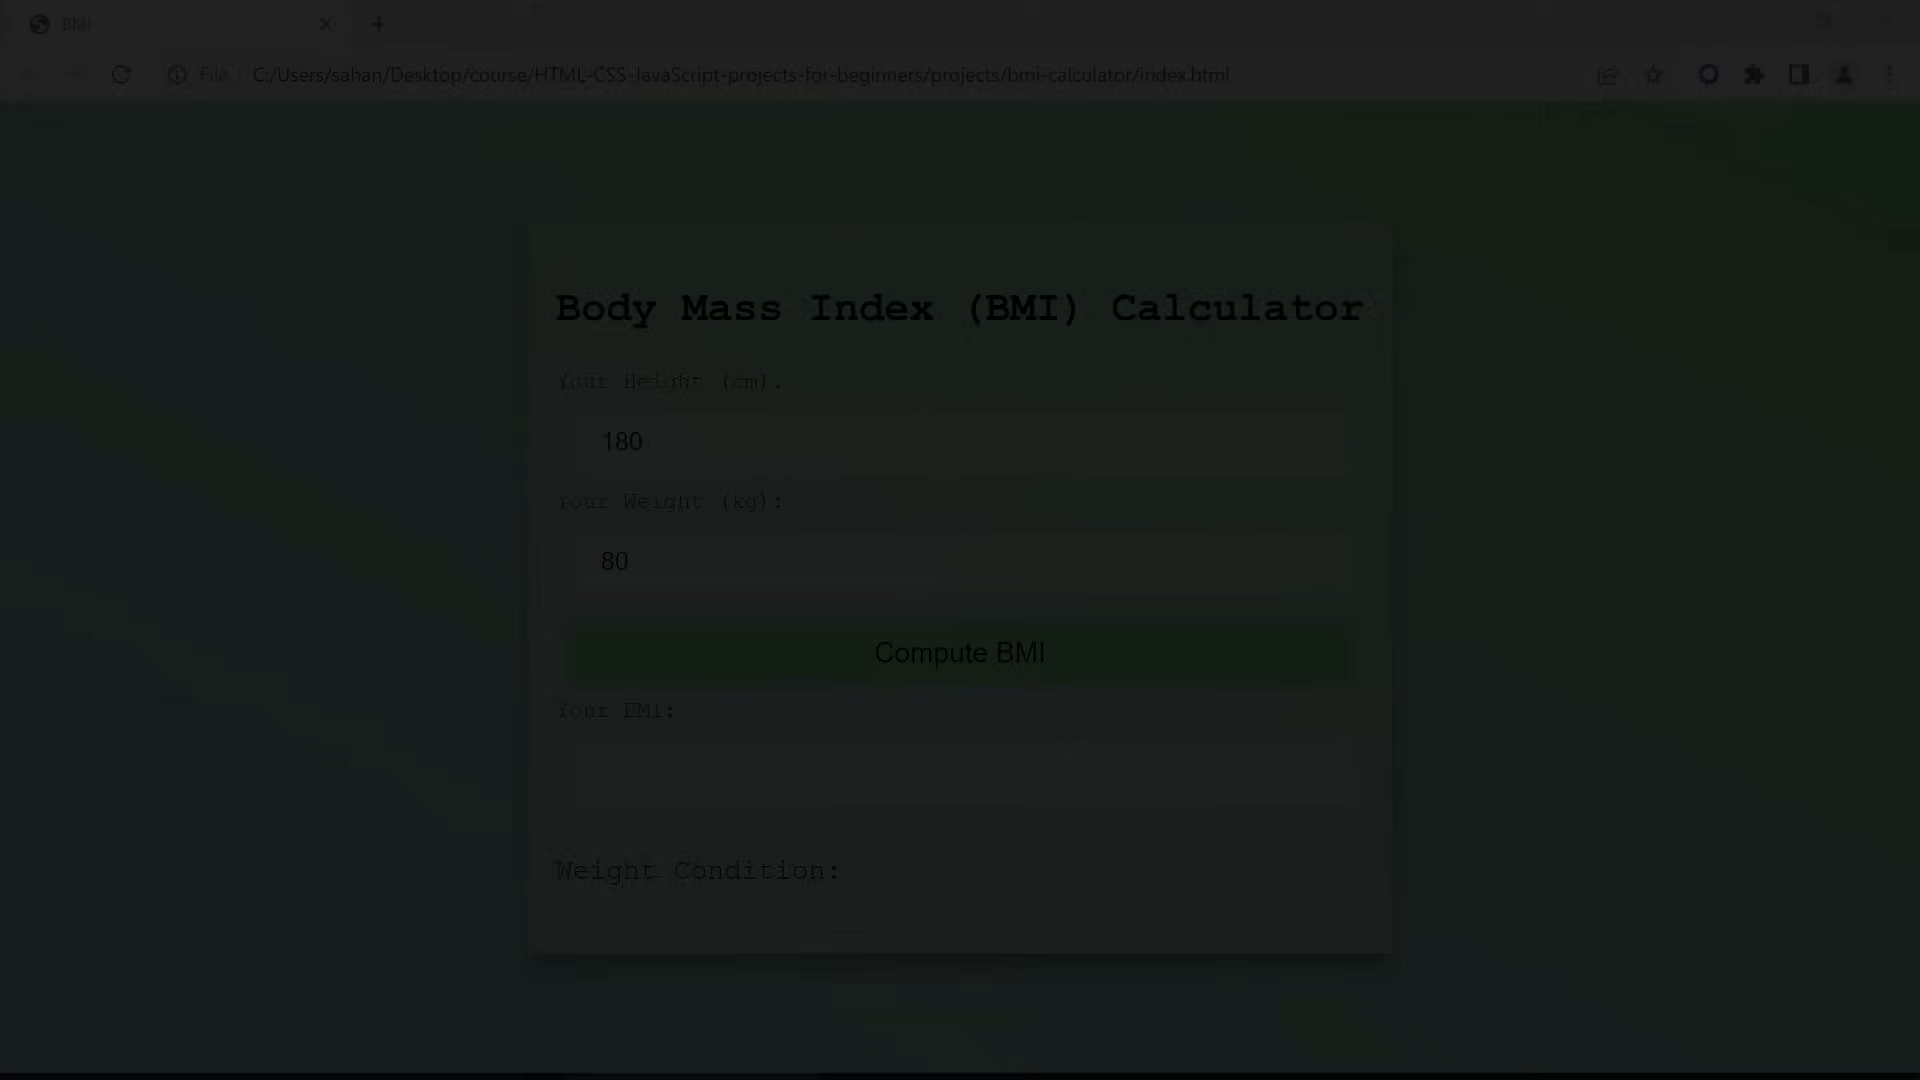 BMI
File C:/Users/sahan/Desktop/course/HTML-CSS-JavaScript-projects-for-beginners/projects/bmi-calculator/index.html
Body Mass Index (BMI) Calculator
Your Height (cm):
180
Your Weight (kg):
80
Compute BMI
Your BMI:
Weight Condition: